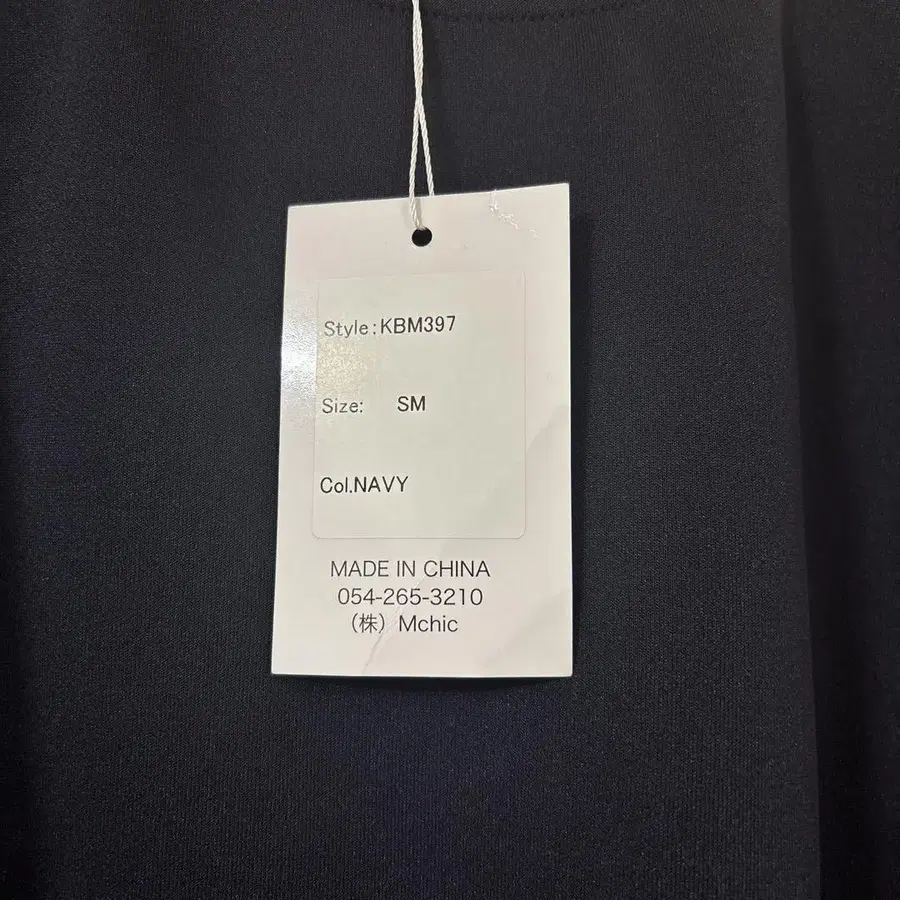 Style:KBM397
Size: SM
Col.NAVY
MADE IN CHINA
054-265-3210
（株）Mchic